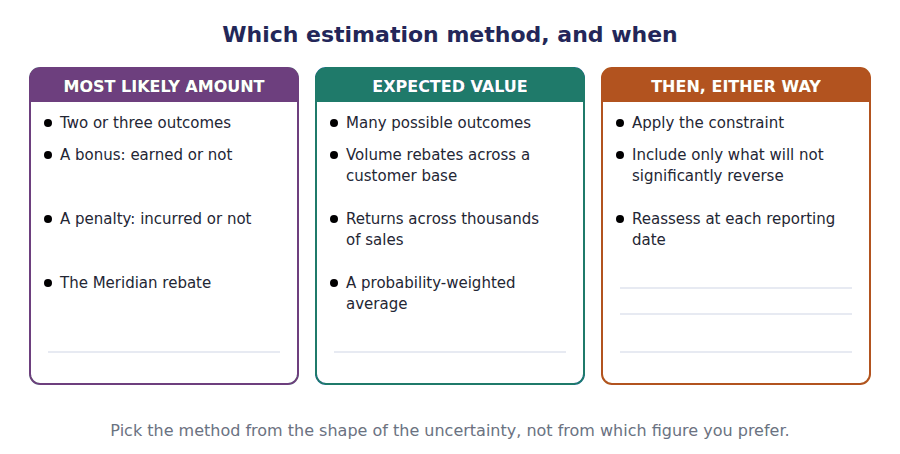 Which estimation method, and when
MOST LIKELY AMOUNT
Two or three outcomes
A bonus: earned or not
A penalty: incurred or not
The Meridian rebate
EXPECTED VALUE
Many possible outcomes
Volume rebates across a
customer base
Returns across thousands
of sales
A probability-weighted
average
THEN, EITHER WAY
Apply the constraint
Include only what will not
significantly reverse
Reassess at each reporting
date
Pick the method from the shape of the uncertainty, not from which figure you prefer.